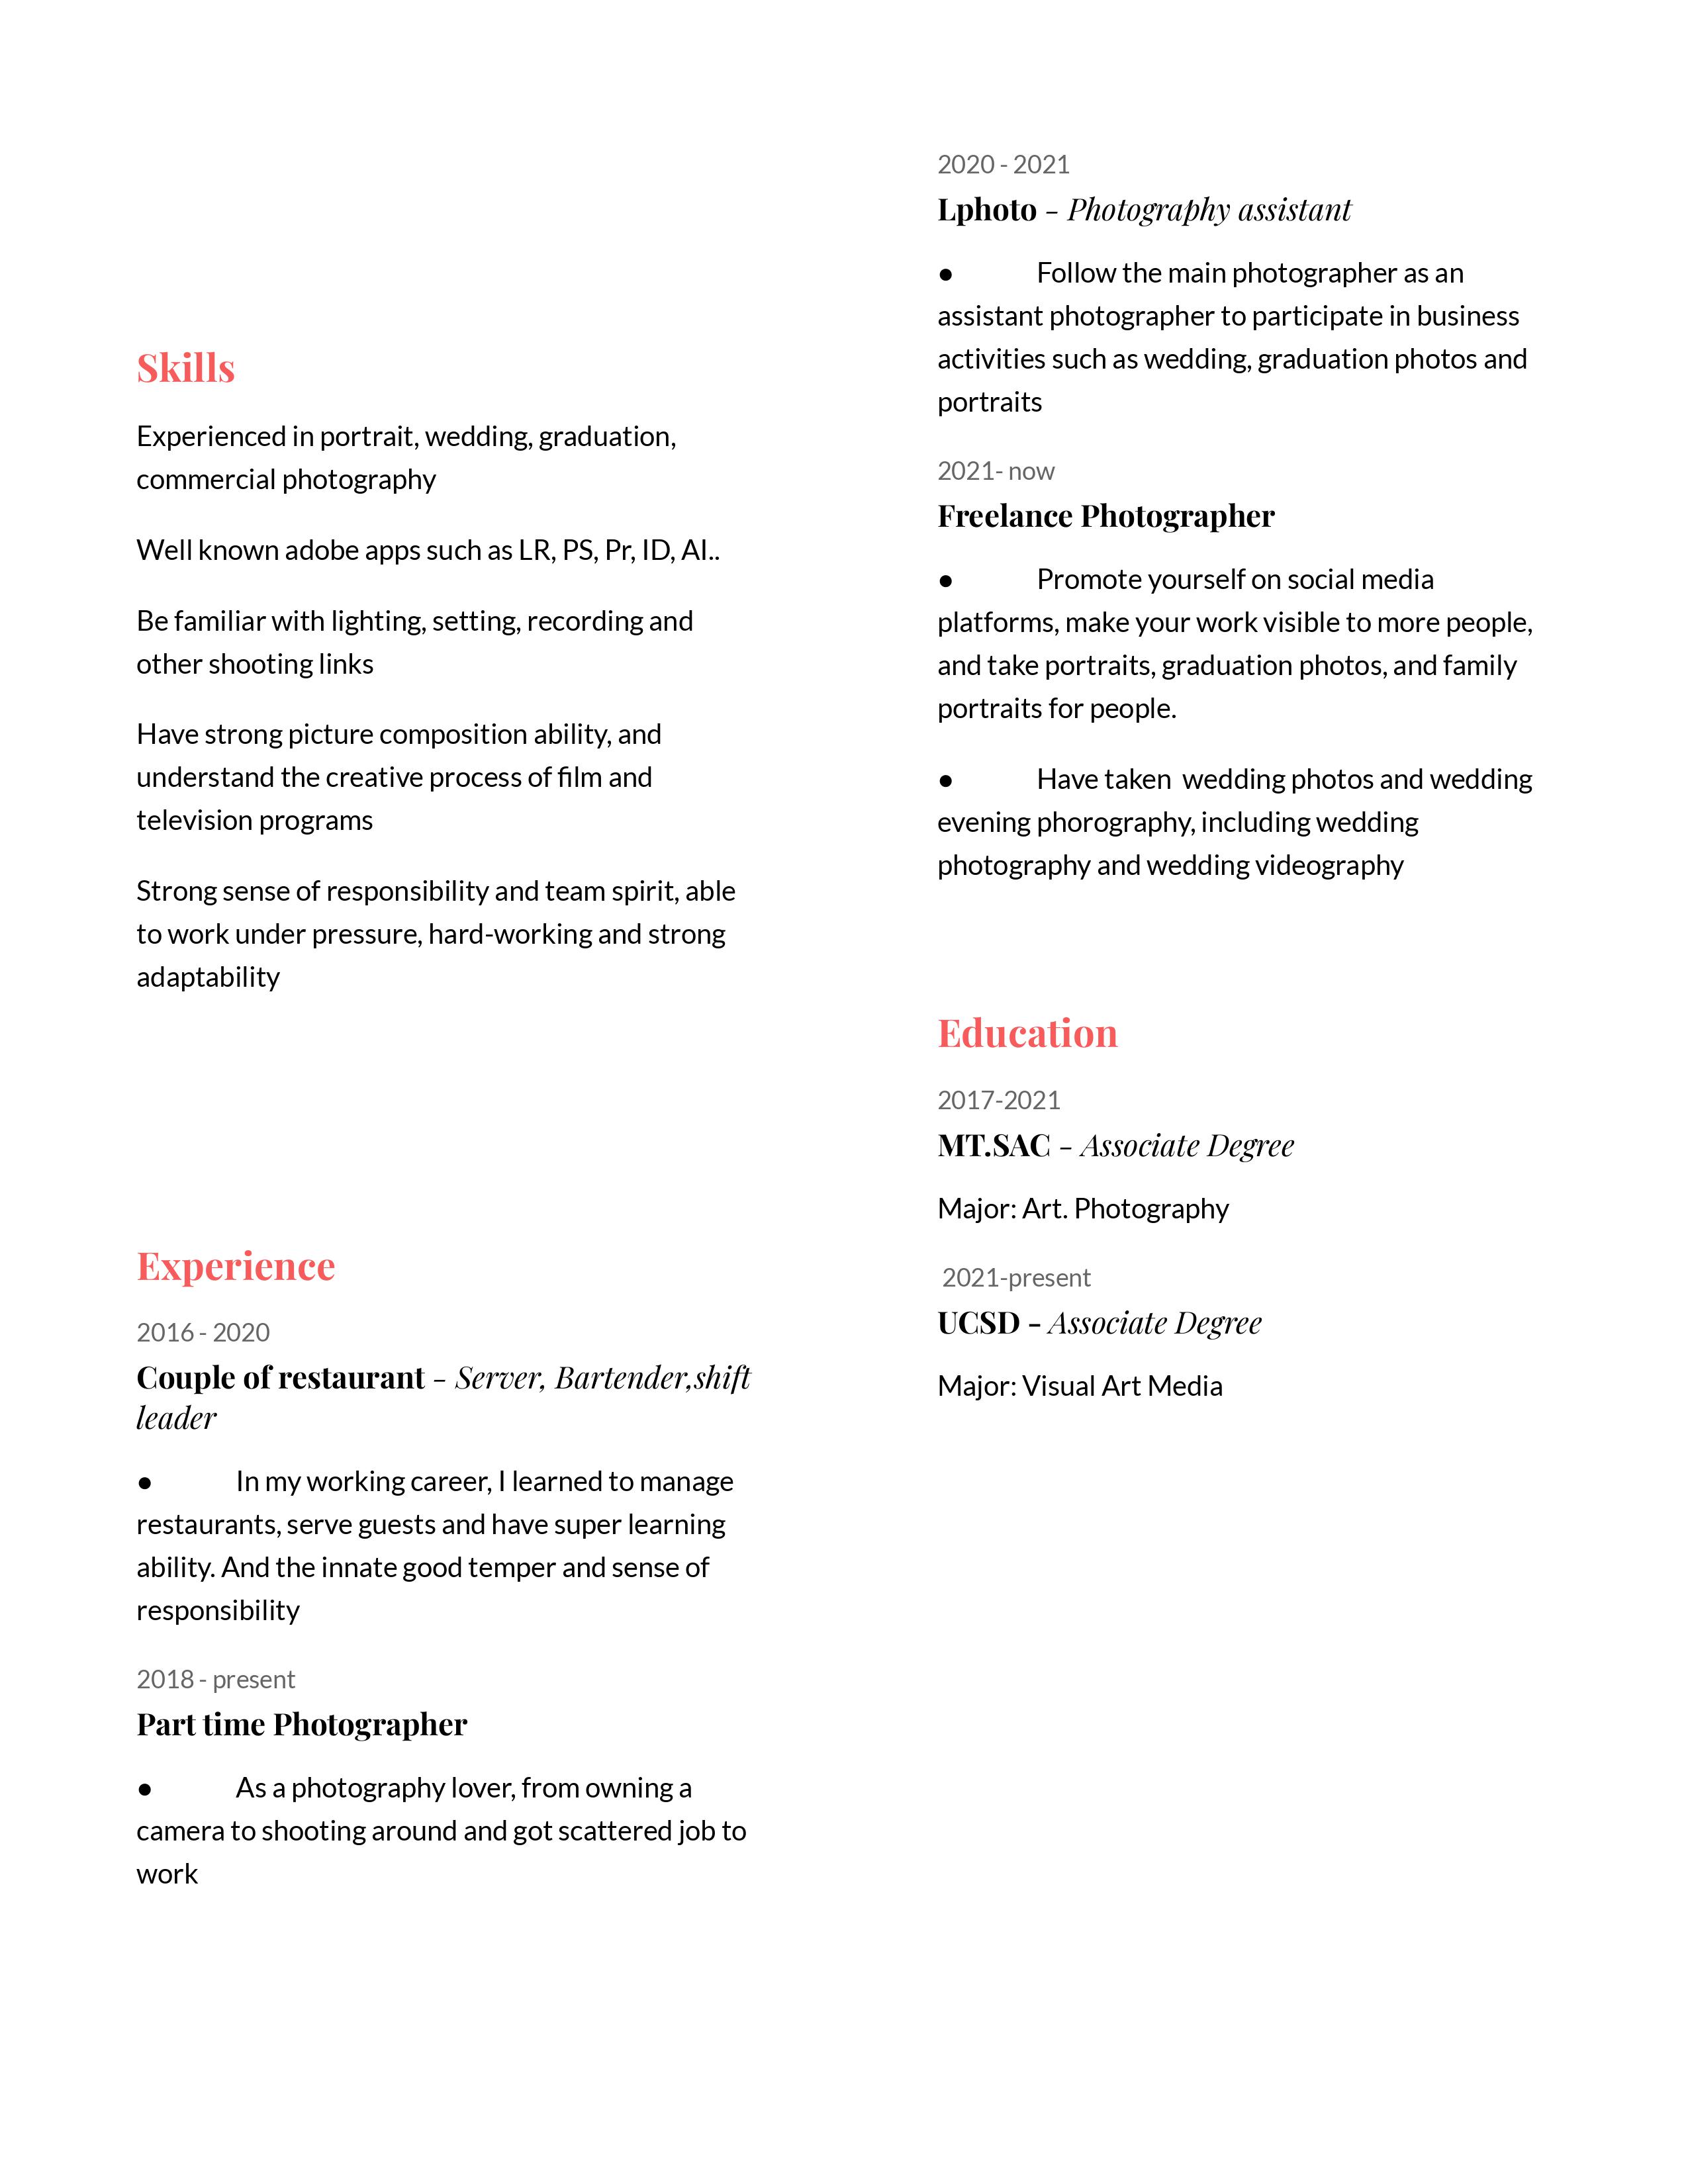 Skills
Experienced in portrait, wedding, graduation,
commercial photography
Well known adobe apps such as LR, PS, Pr, ID, AI..
Be familiar with lighting, setting, recording and
other shooting links
Have strong picture composition ability, and
understand the creative process of film and
television programs
Strong sense of responsibility and team spirit, able
to work under pressure, hard-working and strong
adaptability
Experience
2016 - 2020
Couple of restaurant – Server, Bartender,shift
leader
● In my working career, I learned to manage
restaurants, serve guests and have super learning
ability. And the innate good temper and sense of
responsibility
2018 - present
Part time Photographer
● As a photography lover, from owning a
camera to shooting around and got scattered job to
work
2020 - 2021
Lphoto – Photography assistant
● Follow the main photographer as an
assistant photographer to participate in business
activities such as wedding, graduation photos and
portraits
2021- now
Freelance Photographer
● Promote yourself on social media
platforms, make your work visible to more people,
and take portraits, graduation photos, and family
portraits for people.
● Have taken  wedding photos and wedding
evening phorography, including wedding
photography and wedding videography
Education
2017-2021
MT.SAC – Associate Degree
Major: Art. Photography
2021-present
UCSD - Associate Degree
Major: Visual Art Media